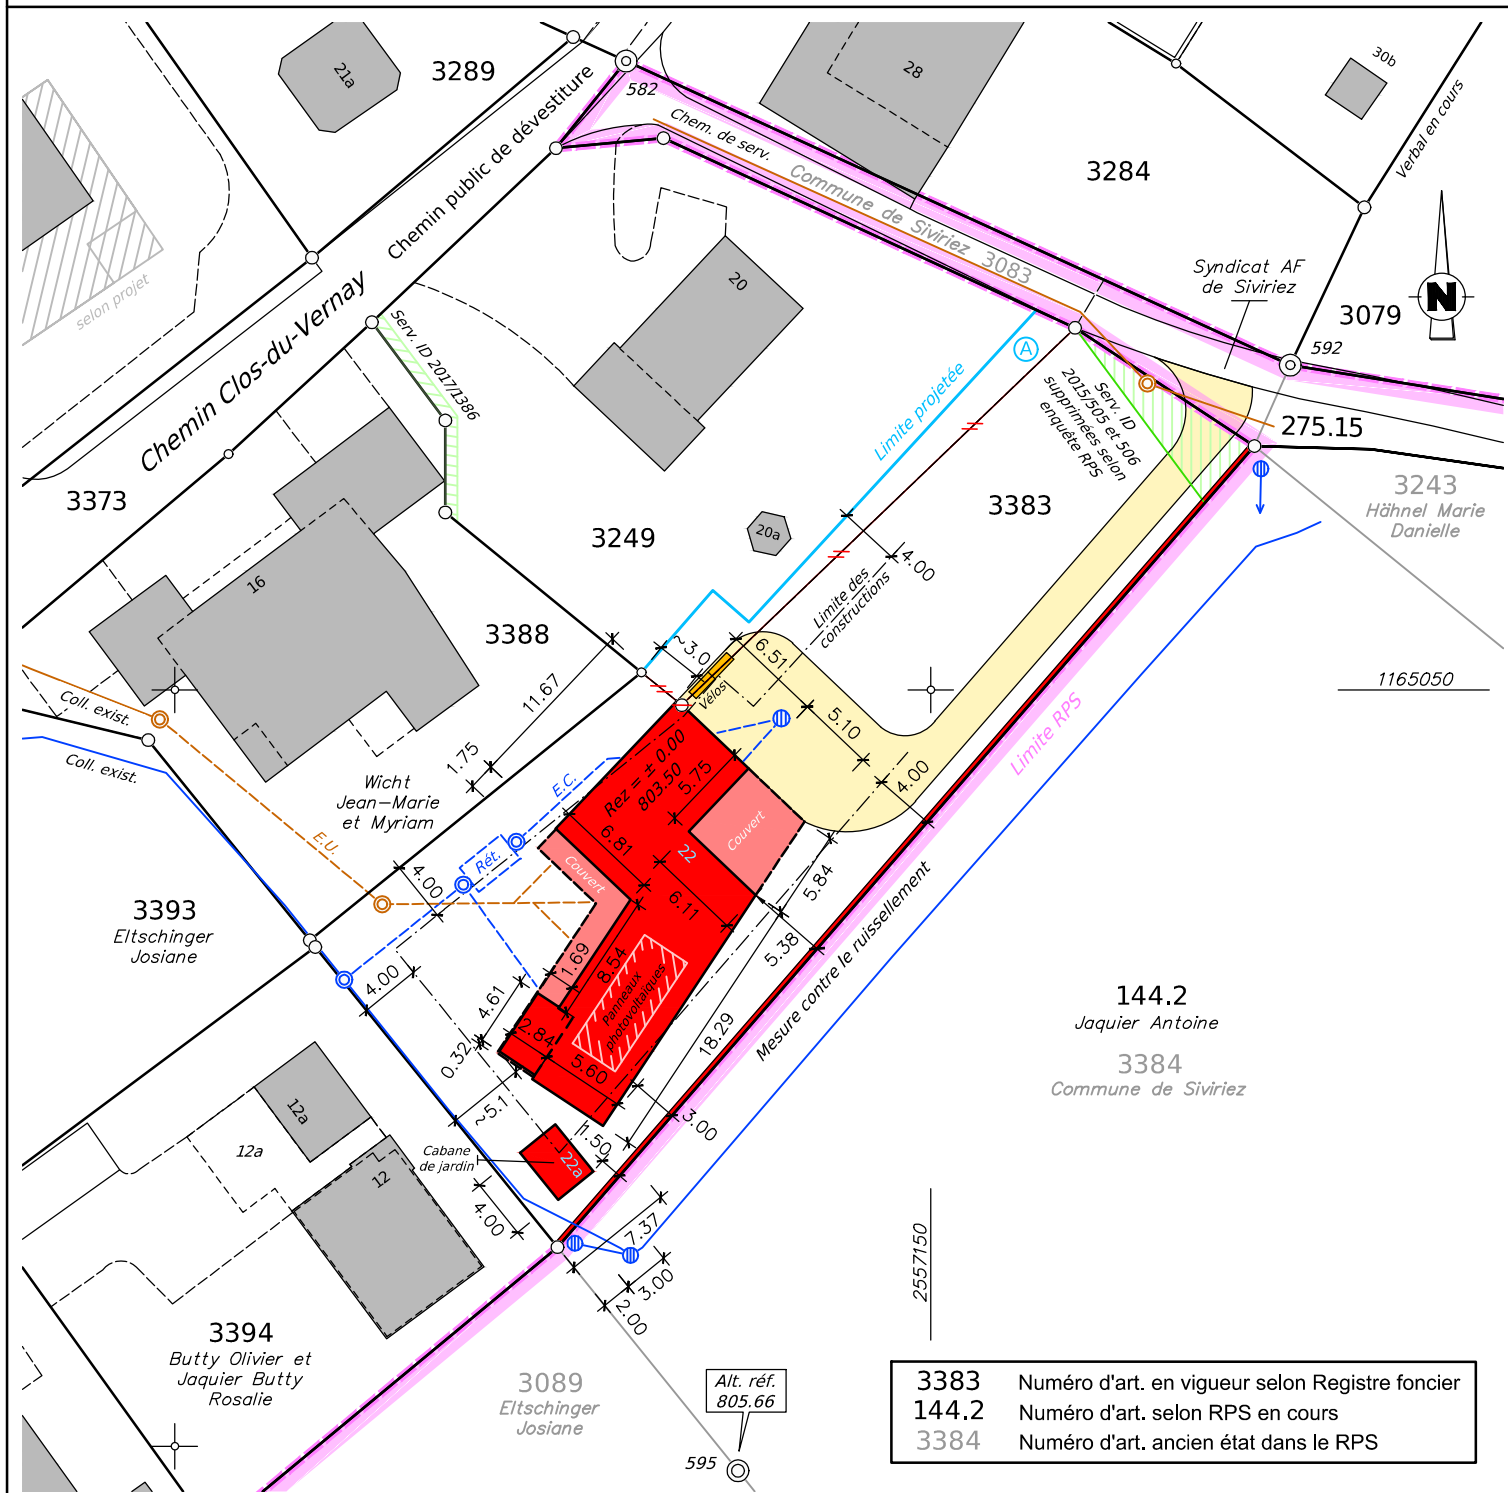 21a
3289
582
28
30b
Verbal en cours
Chemin public de dévestiture
Chem. de serv.
Commune de Siviriez
3083
3284
Syndicat AF
de Siviriez
3079
N
592
selon projet
Chemin Clos-du-Vernay
20
Serv. ID 2017/1386
A
Limite projetée
Serv. ID
2015/505 et 506
supprimées selon
enquête RPS
275.15
3243
Hähnel Marie
Danielle
3373
3249
20a
3383
4.00
Limite des
constructions
16
3388
~3.0
6.51
Vélos
5.10
4.00
1165050
Limite RPS
Coll. exist.
Coll. exist.
11.67
1.75
Wicht
Jean-Marie
et Myriam
E.C.
E.U.
Rét.
Rez = ± 0.00
803.50
5.75
6.81
Couvert
Couvert
22
6.11
5.84
5.38
4.00
3393
Eltschinger
Josiane
4.00
1.69
8.54
Panneaux
photovoltaïques
4.61
2.84
0.32
5.60
18.29
Mesure contre le ruissellement
144.2
Jaquier Antoine
3384
Commune de Siviriez
~5.1
3.00
1.50
Cabane
de jardin
22a
12a
12a
12
4.00
7.37
3.00
2.00
2557150
3394
Butty Olivier et
Jaquier Butty
Rosalie
3089
Eltschinger
Josiane
Alt. réf.
805.66
595
3383 Numéro d'art. en vigueur selon Registre foncier
144.2 Numéro d'art. selon RPS en cours
3384 Numéro d'art. ancien état dans le RPS